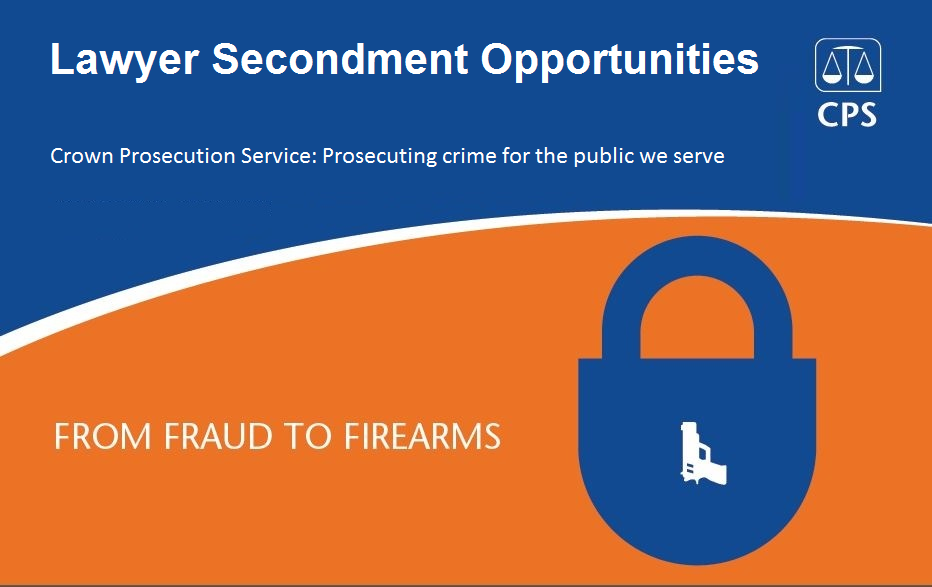 Lawyer Secondment Opportunities
CPS
Crown Prosecution Service: Prosecuting crime for the public we serve
FROM FRAUD TO FIREARMS